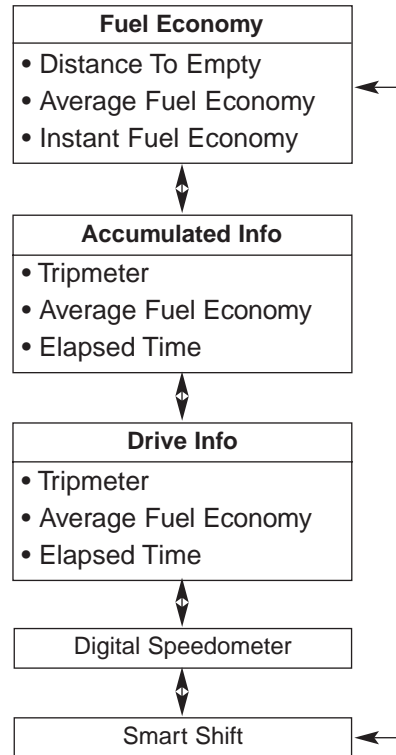 Fuel Economy
• Distance To Empty
• Average Fuel Economy
• Instant Fuel Economy
Accumulated Info
• Tripmeter
• Average Fuel Economy
• Elapsed Time
Drive Info
• Tripmeter
• Average Fuel Economy
• Elapsed Time
Digital Speedometer
Smart Shift